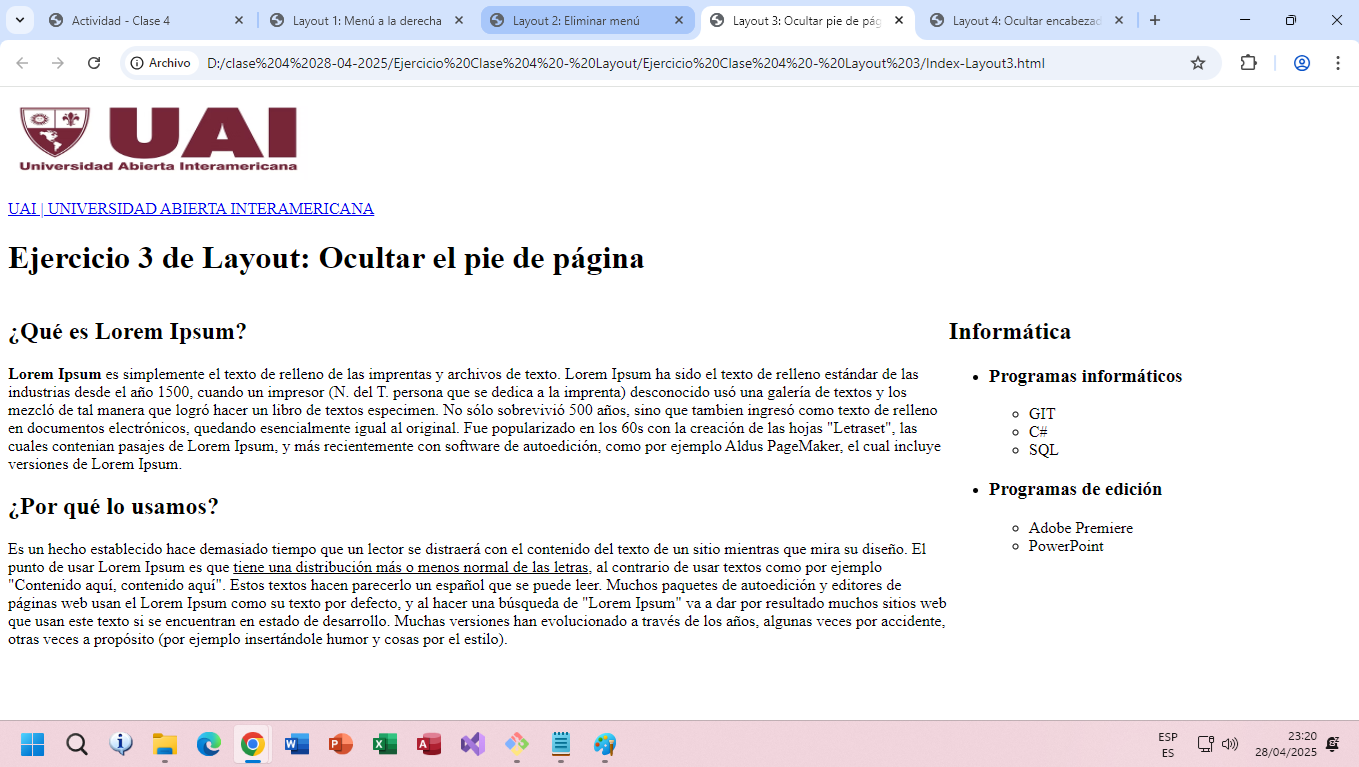 Actividad - Clase 4
Layout 1: Menú a la derecha
Layout 2: Eliminar menú
Layout 3: Ocultar pie de pág
Layout 4: Ocultar encabezad
Archivo
D:/clase%204%2028-04-2025/Ejercicio%20Clase%204%20-%20Layout/Ejercicio%20Clase%204%20-%20Layout%203/Index-Layout3.html
UAI
Universidad Abierta Interamericana
UAI | UNIVERSIDAD ABIERTA INTERAMERICANA
Ejercicio 3 de Layout: Ocultar el pie de página
¿Qué es Lorem Ipsum?
Lorem Ipsum es simplemente el texto de relleno de las imprentas y archivos de texto. Lorem Ipsum ha sido el texto de relleno estándar de las
industrias desde el año 1500, cuando un impresor (N. del T. persona que se dedica a la imprenta) desconocido usó una galería de textos y los
mezcló de tal manera que logró hacer un libro de textos especimen. No sólo sobrevivió 500 años, sino que tambien ingresó como texto de relleno
en documentos electrónicos, quedando esencialmente igual al original. Fue popularizado en los 60s con la creación de las hojas "Letraset", las
cuales contenian pasajes de Lorem Ipsum, y más recientemente con software de autoedición, como por ejemplo Aldus PageMaker, el cual incluye
versiones de Lorem Ipsum.
¿Por qué lo usamos?
Es un hecho establecido hace demasiado tiempo que un lector se distraerá con el contenido del texto de un sitio mientras que mira su diseño. El
punto de usar Lorem Ipsum es que tiene una distribución más o menos normal de las letras, al contrario de usar textos como por ejemplo
"Contenido aquí, contenido aquí". Estos textos hacen parecerlo un español que se puede leer. Muchos paquetes de autoedición y editores de
páginas web usan el Lorem Ipsum como su texto por defecto, y al hacer una búsqueda de "Lorem Ipsum" va a dar por resultado muchos sitios web
que usan este texto si se encuentran en estado de desarrollo. Muchas versiones han evolucionado a través de los años, algunas veces por accidente,
otras veces a propósito (por ejemplo insertándole humor y cosas por el estilo).
Informática
Programas informáticos
GIT
C#
SQL
Programas de edición
Adobe Premiere
PowerPoint
ESP
ES
23:20
28/04/2025